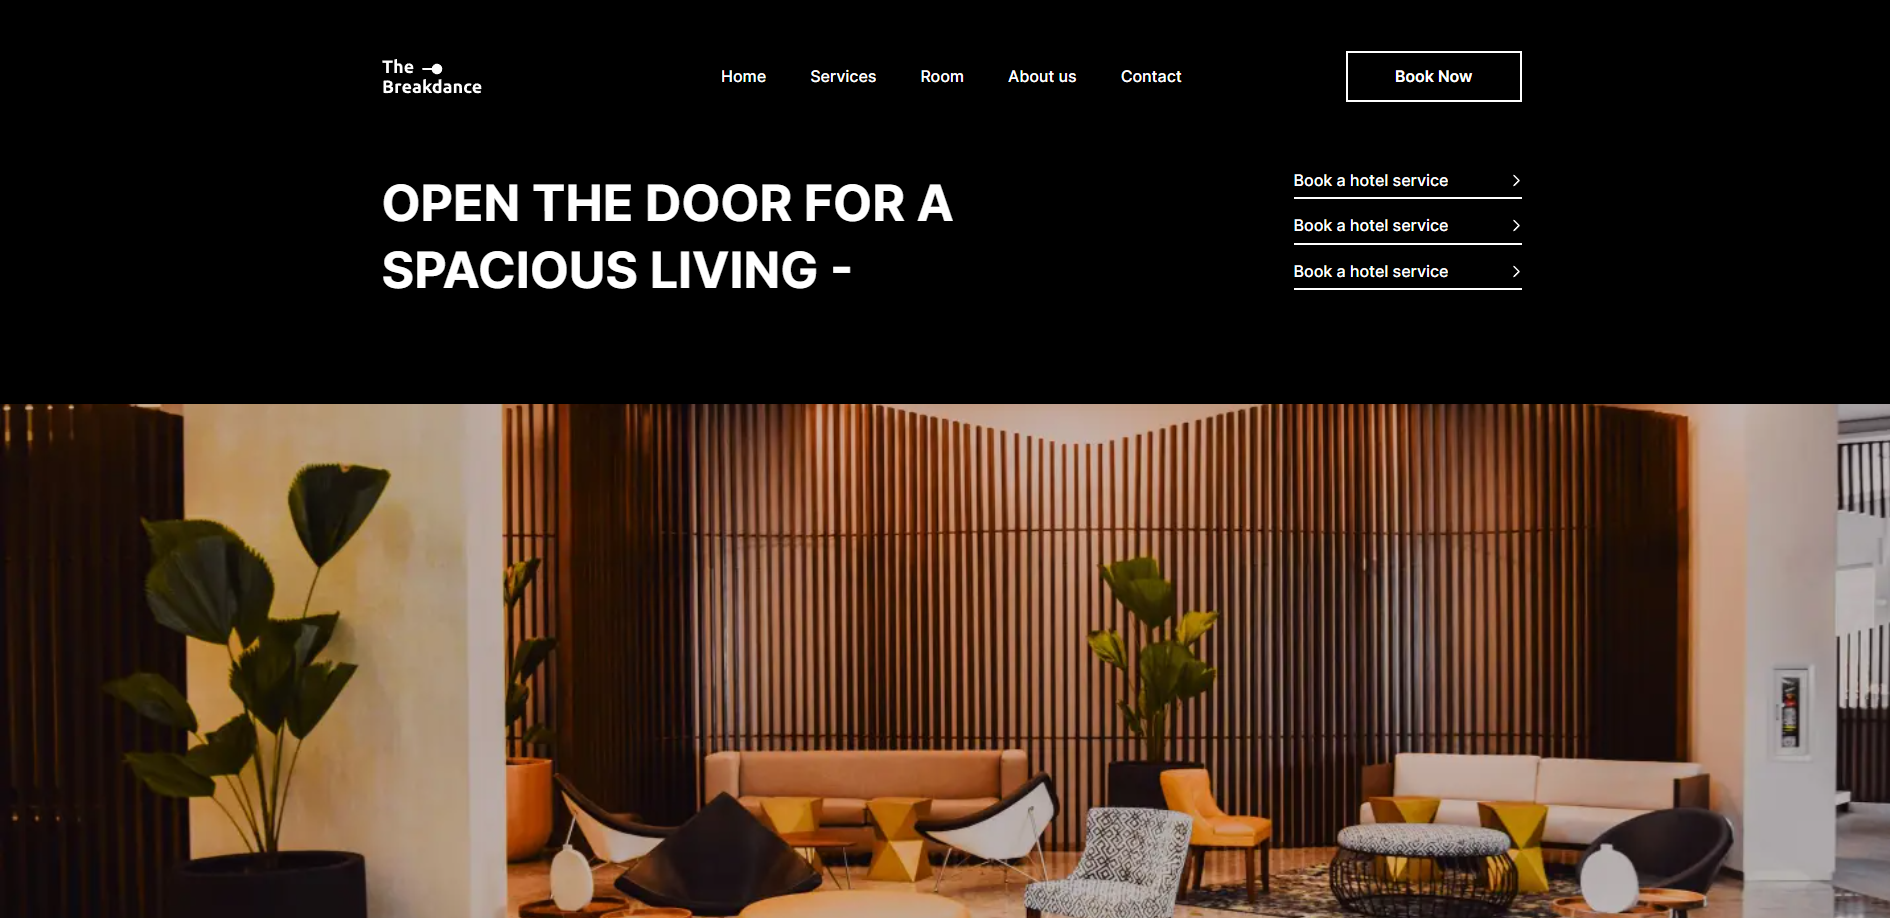 The
Breakdance
Home
Services
Room
About us
Contact
Book Now
OPEN THE DOOR FOR A
SPACIOUS LIVING -
Book a hotel service
Book a hotel service
Book a hotel service